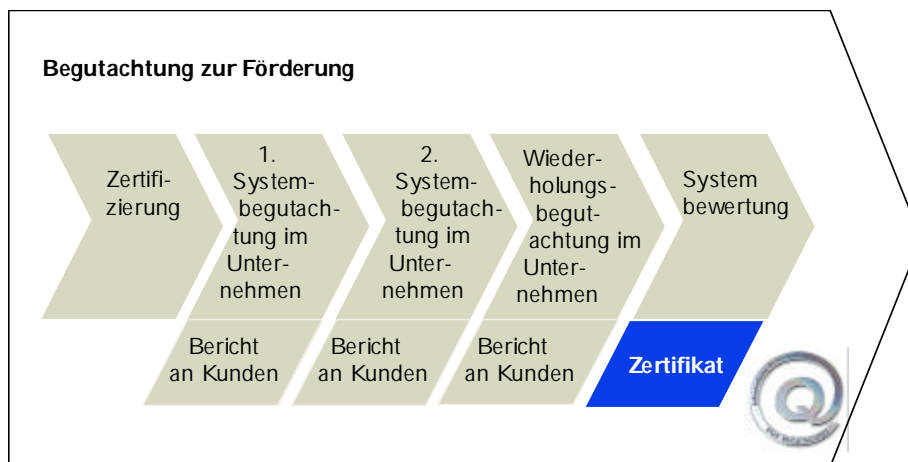 Begutachtung zur Förderung
Zertifi-
zierung
1.
System-
begutach-
tung im
Unter-
nehmen
2.
System-
begutach-
tung im
Unter-
nehmen
Wieder-
holungs-
begut-
achtung im
Unter-
nehmen
System
bewertung
Bericht
an Kunden
Bericht
an Kunden
Bericht
an Kunden
Zertifikat
Q